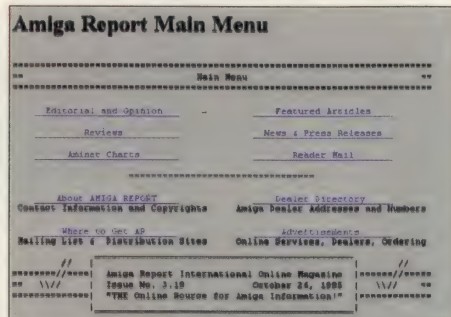 Amiga Report Main Menu
==                    Main Menu                    ==
Editorial and Opinion    Featured Articles
Reviews    News & Press Releases
Aminet Charts    Reader Mail
About AMIGA REPORT    Dealer Directory
Contact Information and Copyrights    Amiga Dealer Addresses and Numbers
Where to Get AR    Advertisements
Mailing List & Distribution Sites    Online Services, Dealers, Ordering
// | | //
=======// | Amiga Report International Online Magazine | ======//
== \\// | Issue No. 3.19    October 26, 1995 | \\// ==
"THE Online Source for Amiga Information!"